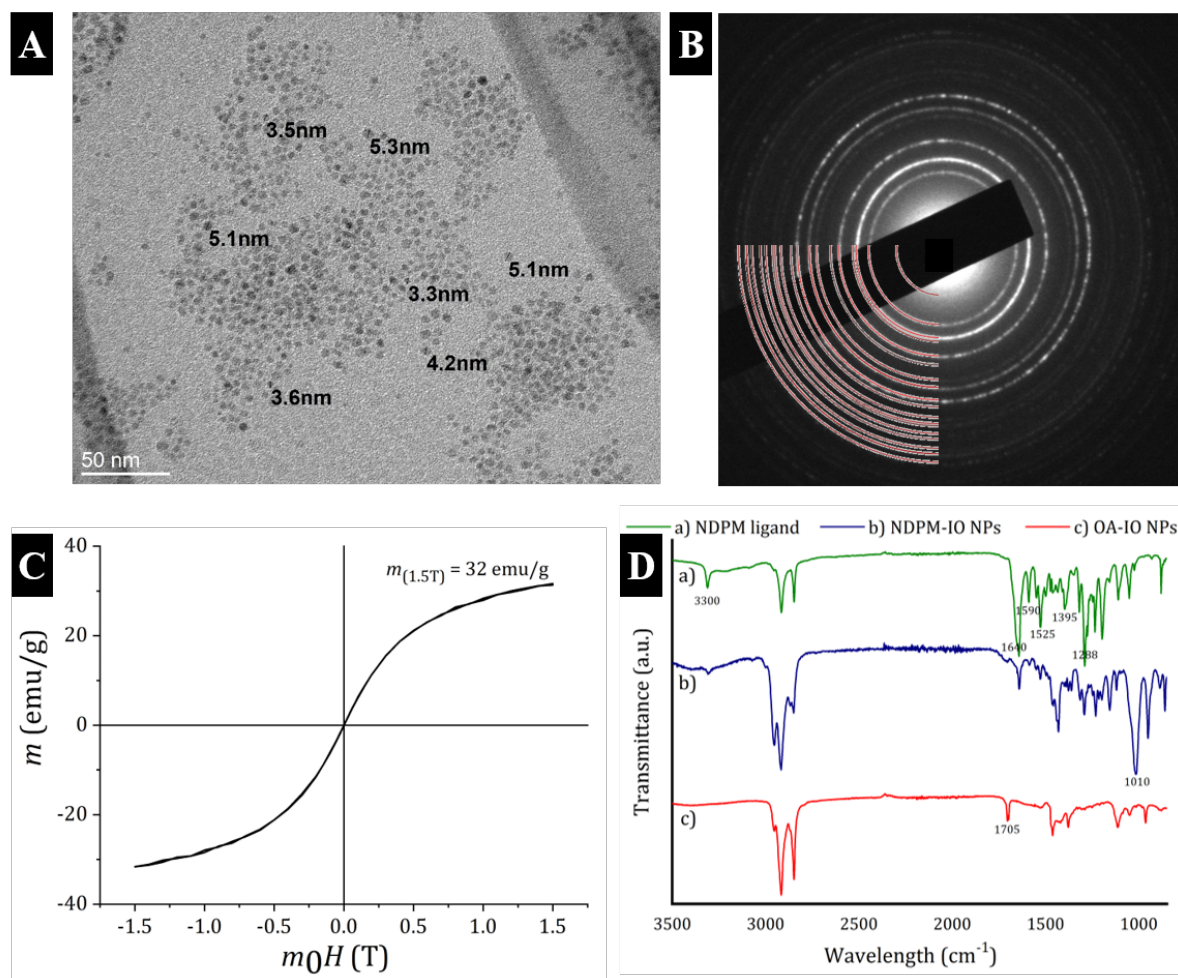 A
3.5nm
5.3nm
5.1nm
5.1nm
3.3nm
4.2nm
3.6nm
50 nm
B
C
m(1.5T) = 32 emu/g
40
20
0
-20
-40
m (emu/g)
-1.5 -1.0 -0.5 0.0 0.5 1.0 1.5
m0H (T)
a) NDPM ligand b) NDPM-IO NPs c) OA-IO NPs
D
a)
3300
1640
1590
1525
1395
1288
b)
1010
c)
1705
Transmittance (a.u.)
3500 3000 2500 2000 1500 1000
Wavelength (cm⁻¹)